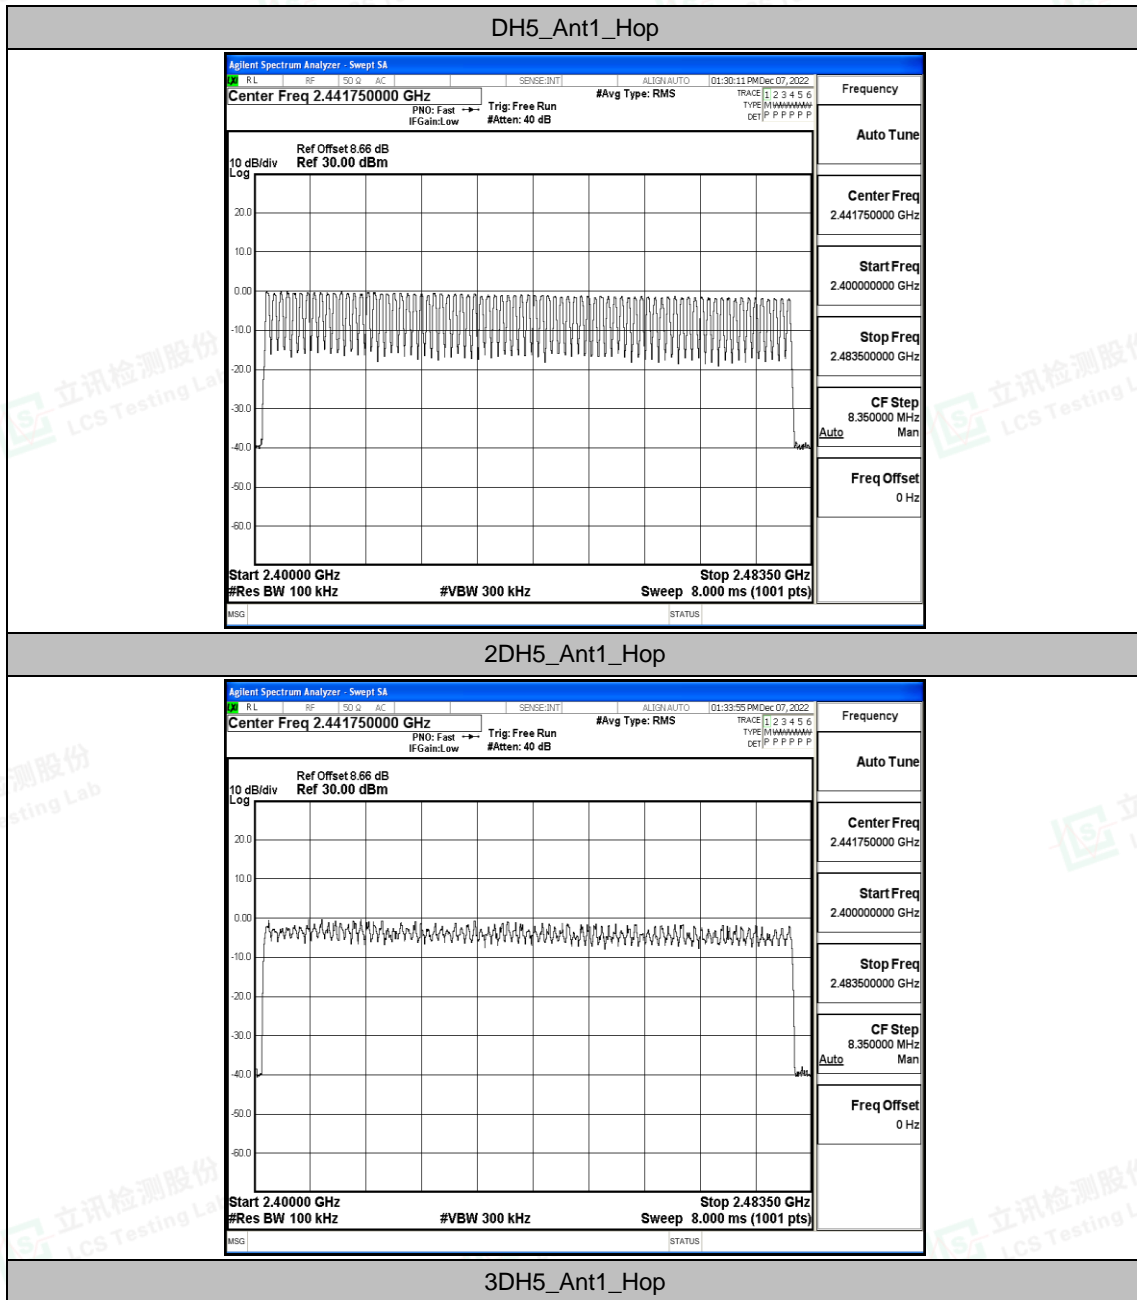 DH5_Ant1_Hop
Agilent Spectrum Analyzer - Swept SA
RL RF 50 Ω AC SENSE:INT ALIGN AUTO 01:30:11 PM Dec 07, 2022
Center Freq 2.441750000 GHz
PNO: Fast
IFGain:Low
Trig: Free Run
#Atten: 40 dB
#Avg Type: RMS
TRACE 1 2 3 4 5 6
TYPE M
DET P P P P P P
Ref Offset 8.66 dB
10 dB/div Ref 30.00 dBm
Log
20.0
10.0
0.00
-10.0
-20.0
-30.0
-40.0
-50.0
-60.0
Start 2.40000 GHz Stop 2.48350 GHz
#Res BW 100 kHz #VBW 300 kHz Sweep 8.000 ms (1001 pts)
MSG STATUS
Frequency
Auto Tune
Center Freq
2.441750000 GHz
Start Freq
2.400000000 GHz
Stop Freq
2.483500000 GHz
CF Step
8.350000 MHz
Auto Man
Freq Offset
0 Hz
2DH5_Ant1_Hop
Agilent Spectrum Analyzer - Swept SA
RL RF 50 Ω AC SENSE:INT ALIGN AUTO 01:33:55 PM Dec 07, 2022
Center Freq 2.441750000 GHz
PNO: Fast
IFGain:Low
Trig: Free Run
#Atten: 40 dB
#Avg Type: RMS
TRACE 1 2 3 4 5 6
TYPE M
DET P P P P P P
Ref Offset 8.66 dB
10 dB/div Ref 30.00 dBm
Log
20.0
10.0
0.00
-10.0
-20.0
-30.0
-40.0
-50.0
-60.0
Start 2.40000 GHz Stop 2.48350 GHz
#Res BW 100 kHz #VBW 300 kHz Sweep 8.000 ms (1001 pts)
MSG STATUS
Frequency
Auto Tune
Center Freq
2.441750000 GHz
Start Freq
2.400000000 GHz
Stop Freq
2.483500000 GHz
CF Step
8.350000 MHz
Auto Man
Freq Offset
0 Hz
3DH5_Ant1_Hop
立讯检测股份
LCS Testing Lab